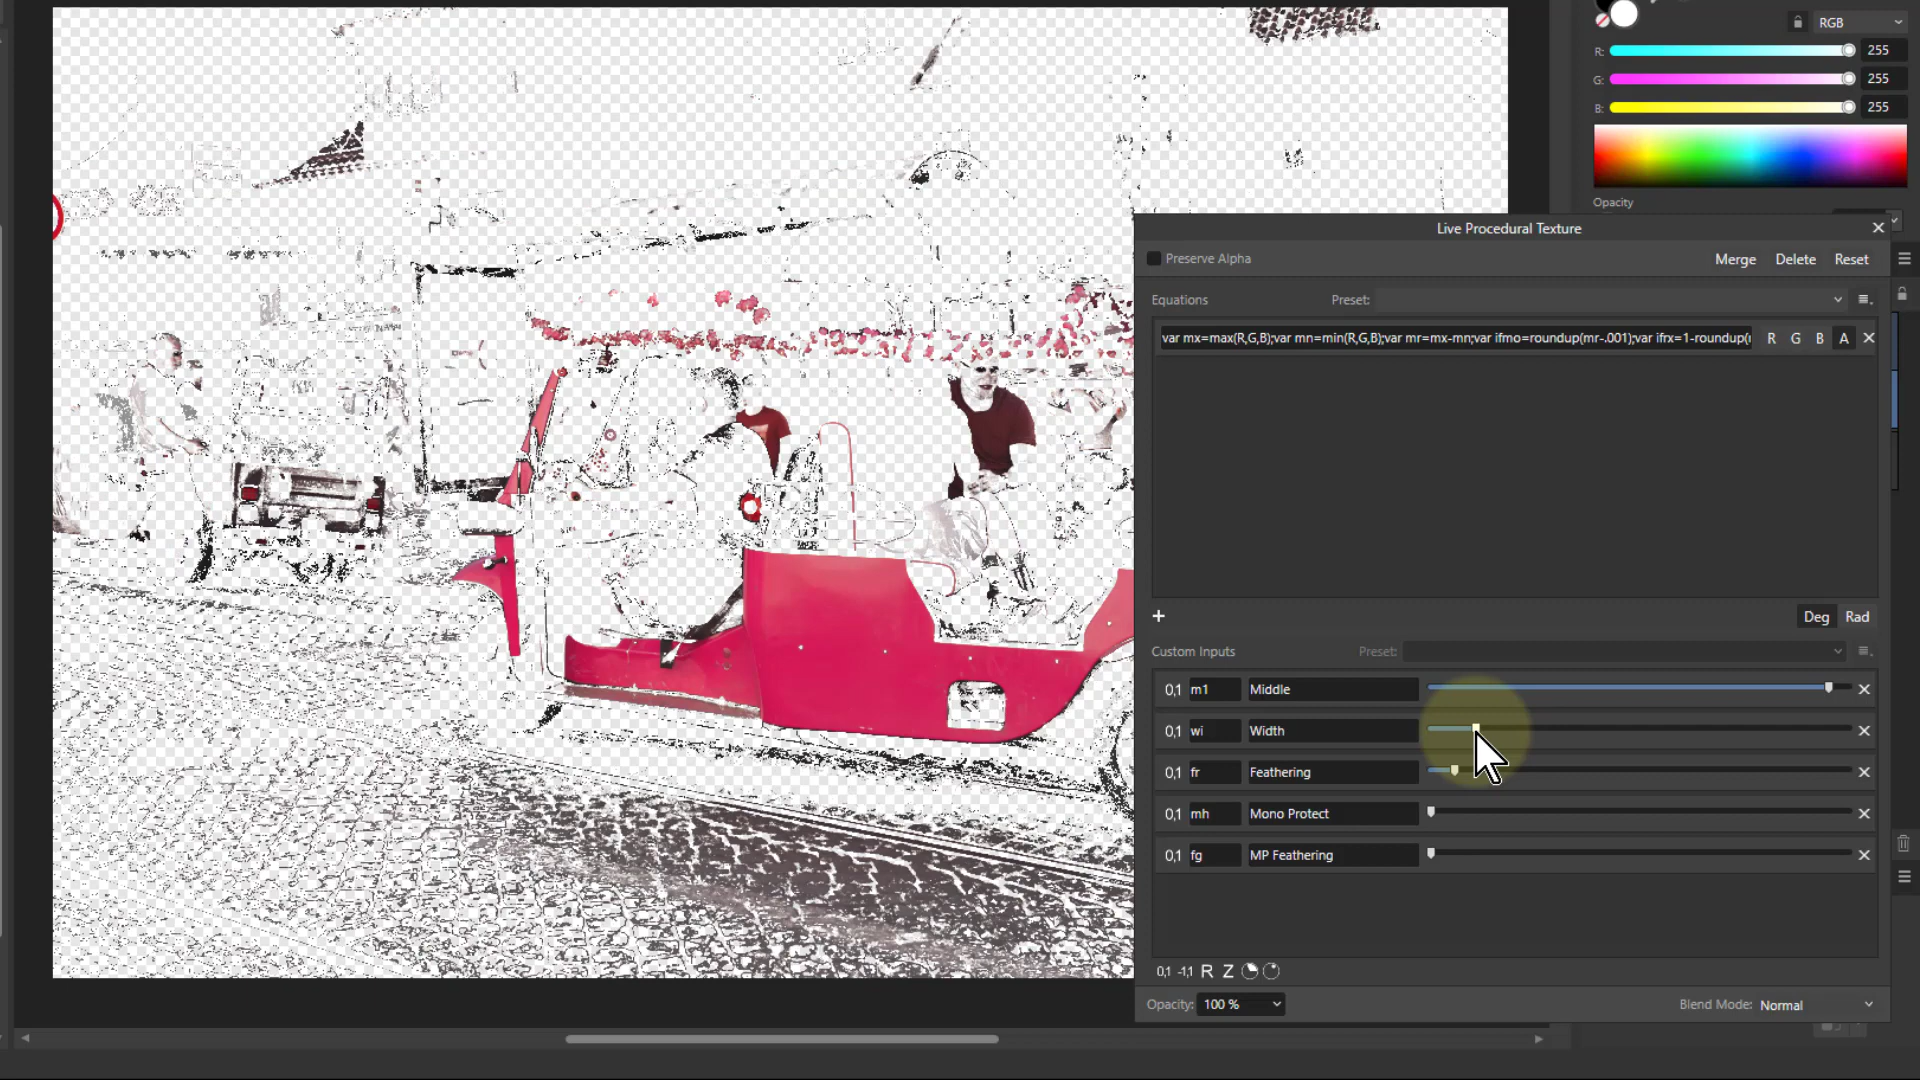 RGB
R: 255
G: 255
B: 255
Opacity
Live Procedural Texture
Preserve Alpha Merge Delete Reset
Equations Preset:
var mx=max(R,G,B);var mn=min(R,G,B);var mr=mx-mn;var ifmo=roundup(mr-.001);var ifrx=1-roundup( R G B A
Deg Rad
Custom Inputs Preset:
0,1 m1 Middle
0,1 wi Width
0,1 fr Feathering
0,1 mh Mono Protect
0,1 fg MP Feathering
0,1 -1,1 R Z
Opacity: 100 % Blend Mode: Normal